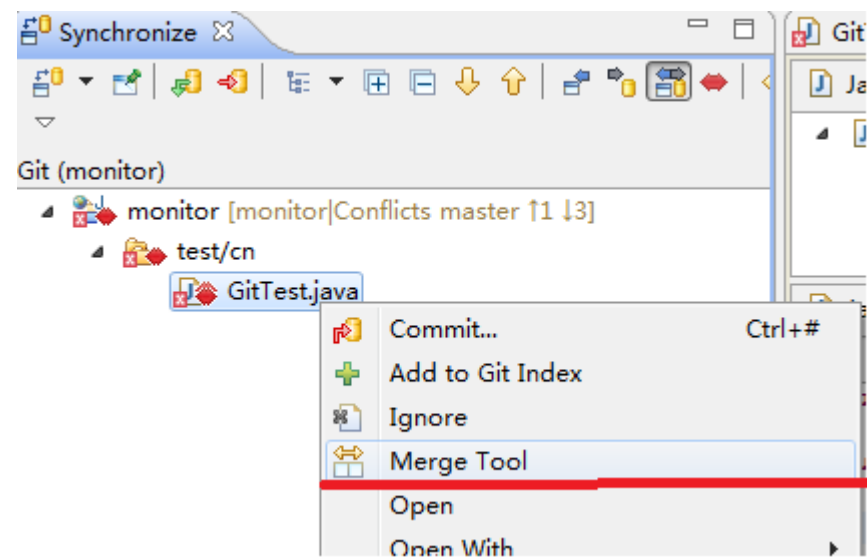 Synchronize
Git
Ja
Git (monitor)
monitor [monitor|Conflicts master ↑1 ↓3]
test/cn
GitTest.java
Commit... Ctrl+#
Add to Git Index
Ignore
Merge Tool
Open
Open With